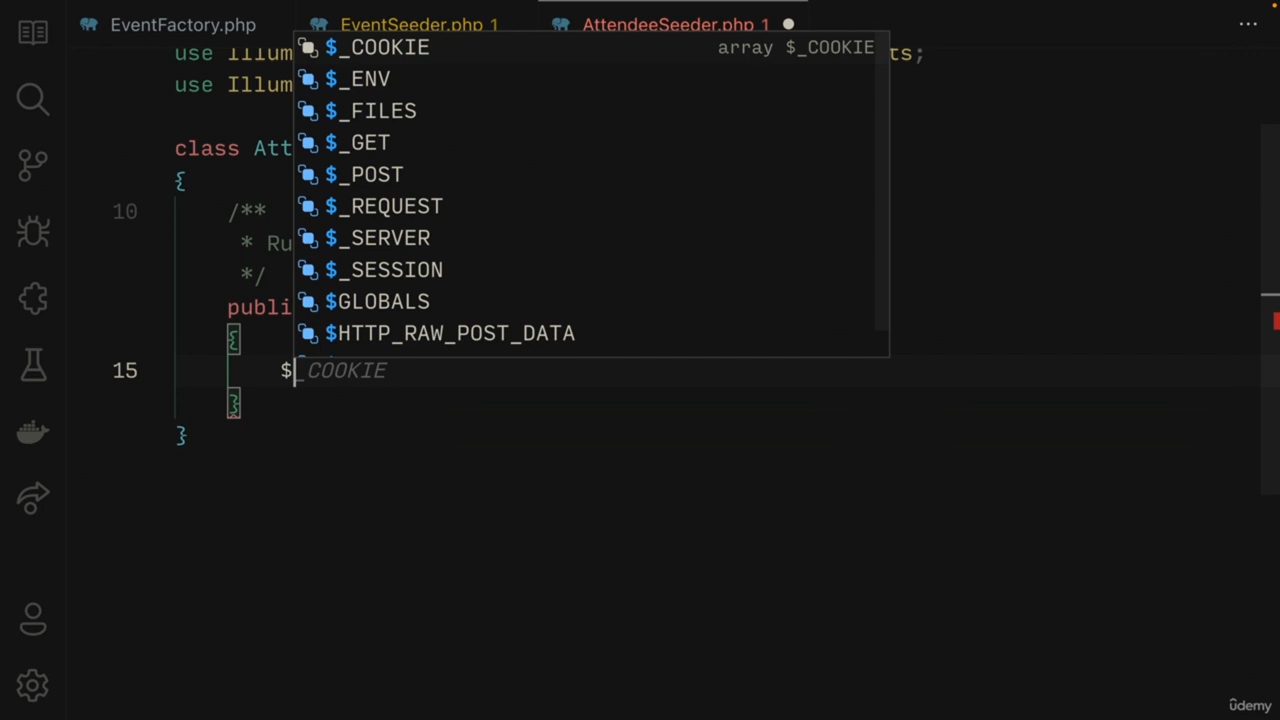 EventFactory.php
EventSeeder.php 1
AttendeeSeeder.php 1
use Illum ts;
use Illum
class Att
{
10 /**
* Ru
*/
publi
{
15 $_COOKIE
}
}
$_COOKIE array $_COOKIE
$_ENV
$_FILES
$_GET
$_POST
$_REQUEST
$_SERVER
$_SESSION
$GLOBALS
$HTTP_RAW_POST_DATA
ûdemy